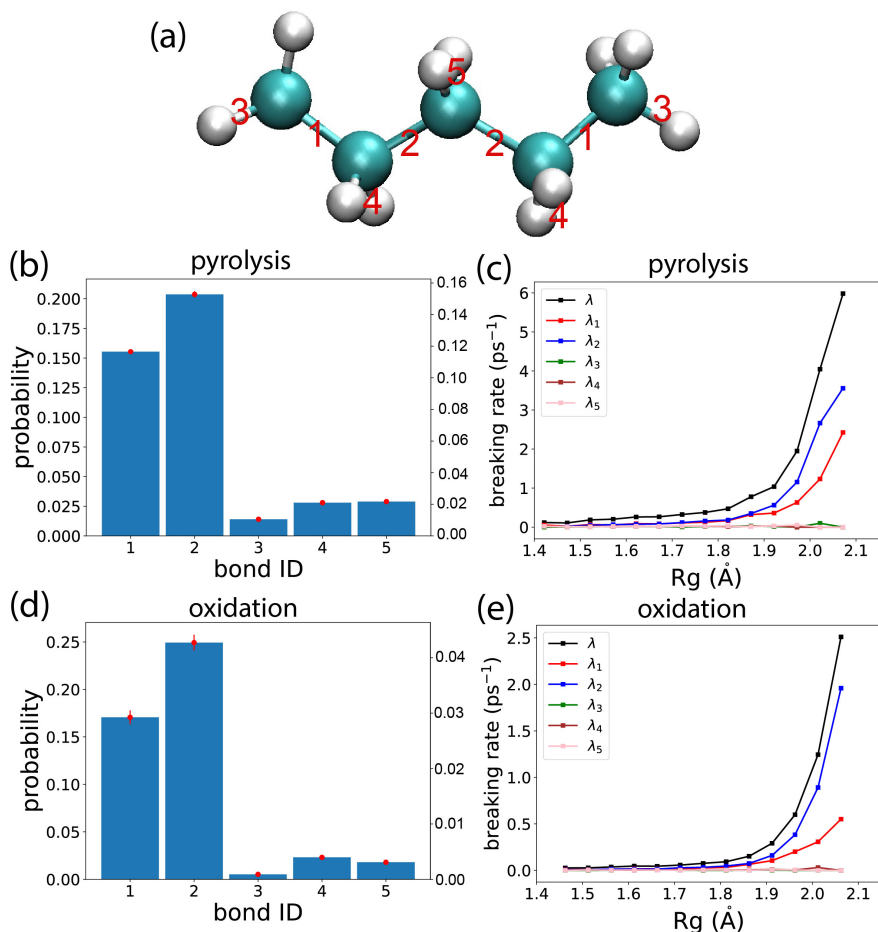 (a)
5
3
3
1
2
2
1
4
4
(b)
pyrolysis
0.200
0.175
0.150
0.125
0.100
0.075
0.050
0.025
0.000
probability
0.16
0.14
0.12
0.10
0.08
0.06
0.04
0.02
0.00
1 2 3 4 5
bond ID
(c)
pyrolysis
λ
λ1
λ2
λ3
λ4
λ5
6
5
4
3
2
1
0
breaking rate (ps⁻¹)
1.4 1.5 1.6 1.7 1.8 1.9 2.0 2.1
Rg (Å)
(d)
oxidation
0.25
0.20
0.15
0.10
0.05
0.00
probability
0.04
0.03
0.02
0.01
0.00
1 2 3 4 5
bond ID
(e)
oxidation
λ
λ1
λ2
λ3
λ4
λ5
2.5
2.0
1.5
1.0
0.5
0.0
breaking rate (ps⁻¹)
1.4 1.5 1.6 1.7 1.8 1.9 2.0 2.1
Rg (Å)